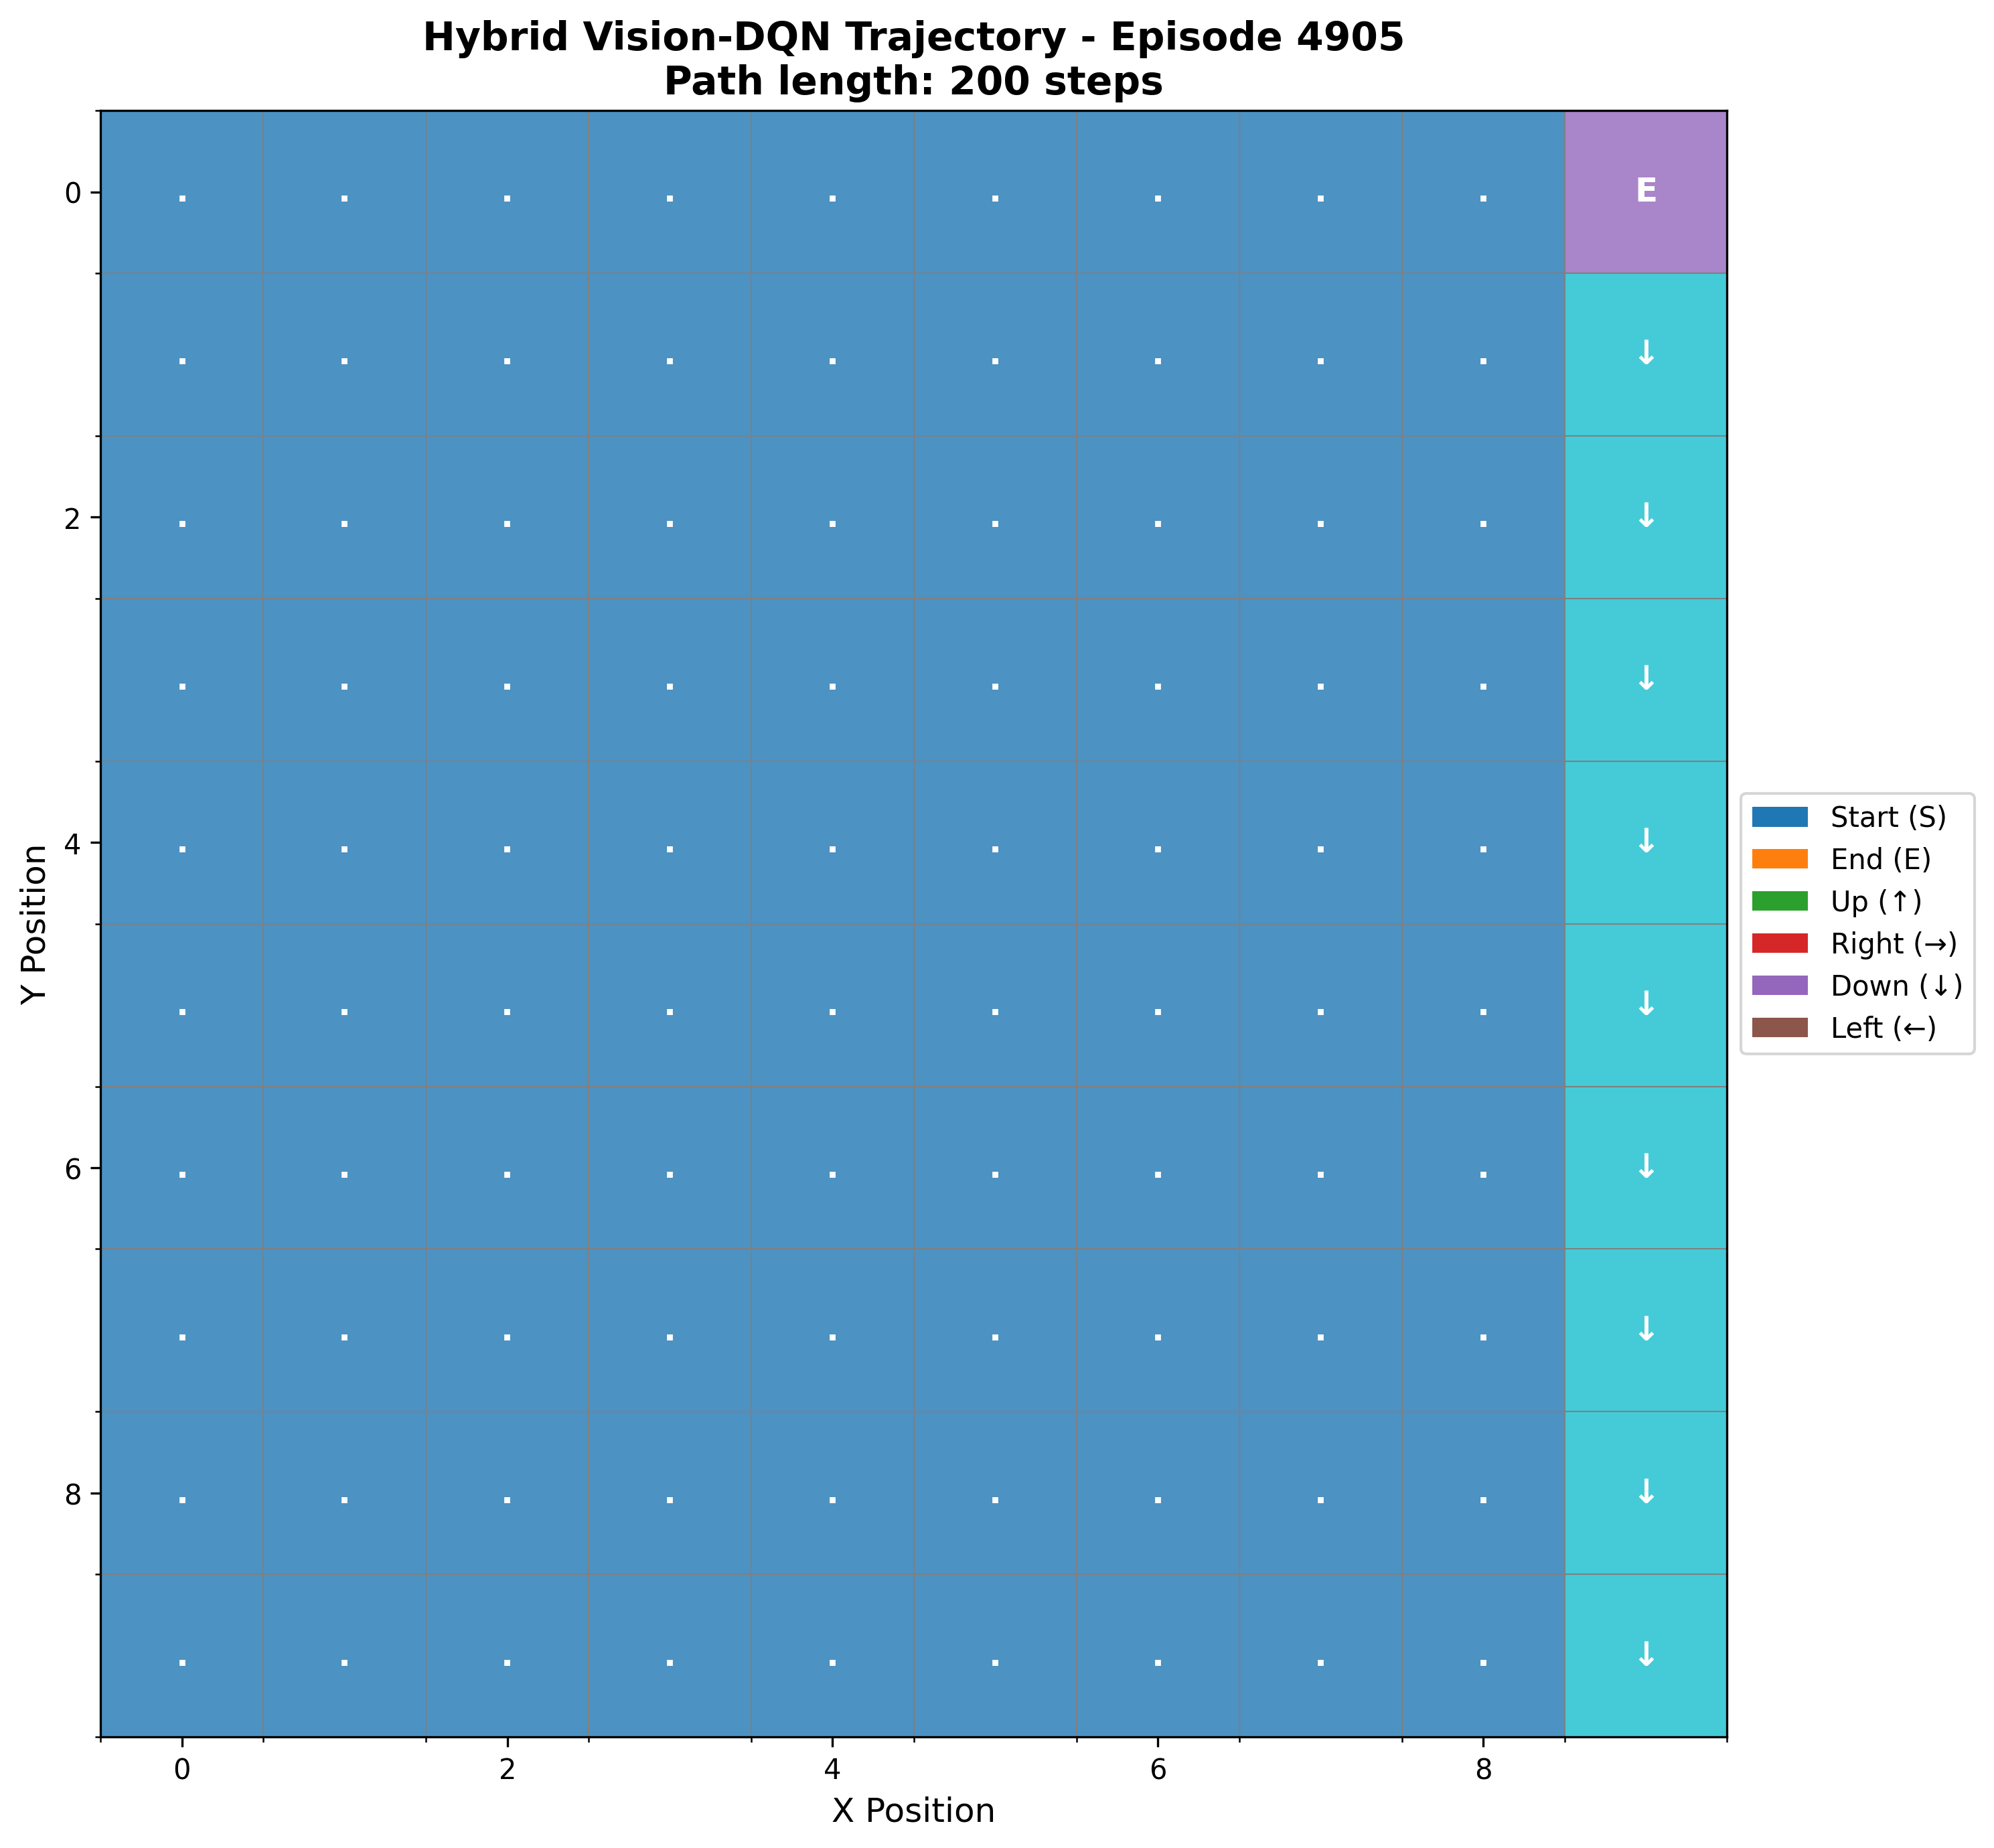 Hybrid Vision-DQN Trajectory - Episode 4905
Path length: 200 steps
0
. . . . . . . . . E
. . . . . . . . . ↓
2
. . . . . . . . . ↓
. . . . . . . . . ↓
4
. . . . . . . . . ↓
. . . . . . . . . ↓
6
. . . . . . . . . ↓
. . . . . . . . . ↓
8
. . . . . . . . . ↓
. . . . . . . . . ↓
0 2 4 6 8
X Position
Y Position
Start (S)
End (E)
Up (↑)
Right (→)
Down (↓)
Left (←)